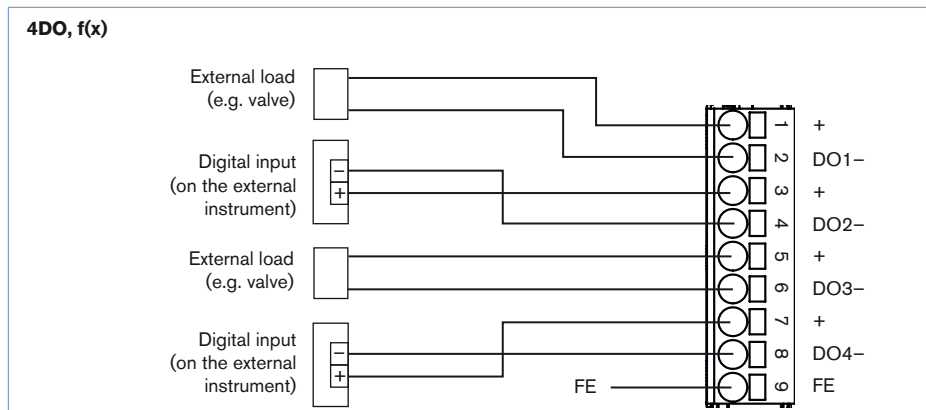 4DO, f(x)
External load
(e.g. valve)
Digital input
(on the external
instrument)
External load
(e.g. valve)
Digital input
(on the external
instrument)
−
+
−
+
FE
1 +
2 DO1−
3 +
4 DO2−
5 +
6 DO3−
7 +
8 DO4−
9 FE